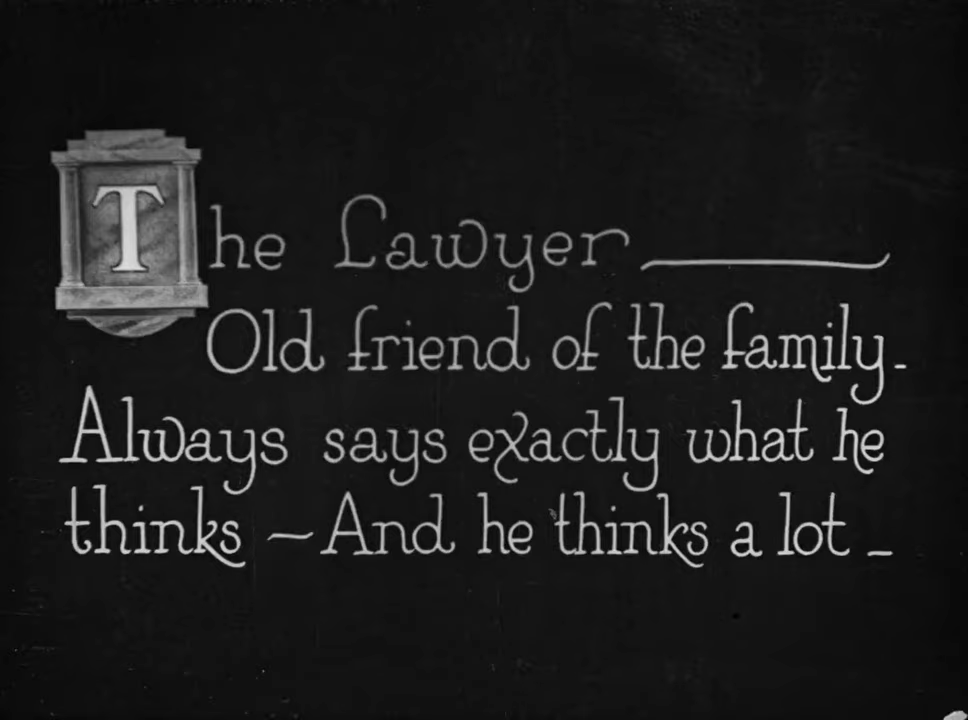 The Lawyer ———
Old friend of the family -
Always says exactly what he
thinks — And he thinks a lot -